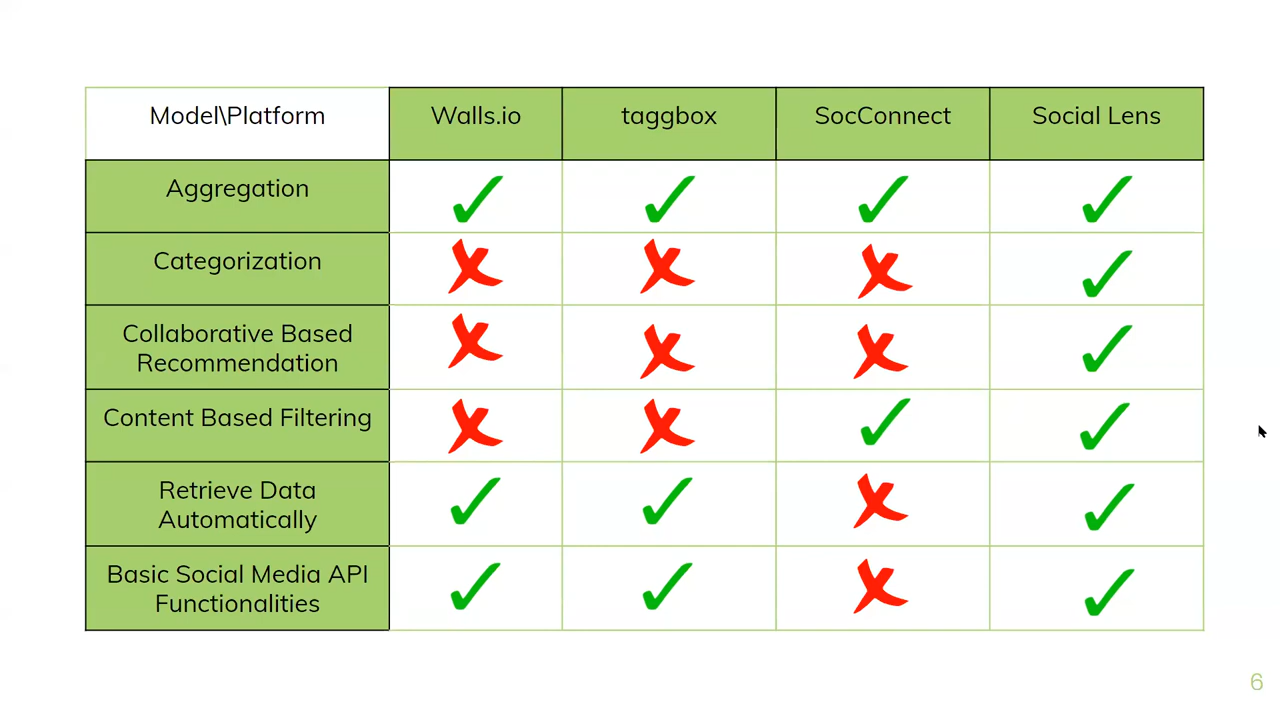 Model\Platform
Walls.io
taggbox
SocConnect
Social Lens
Aggregation
Categorization
Collaborative Based
Recommendation
Content Based Filtering
Retrieve Data
Automatically
Basic Social Media API
Functionalities
6